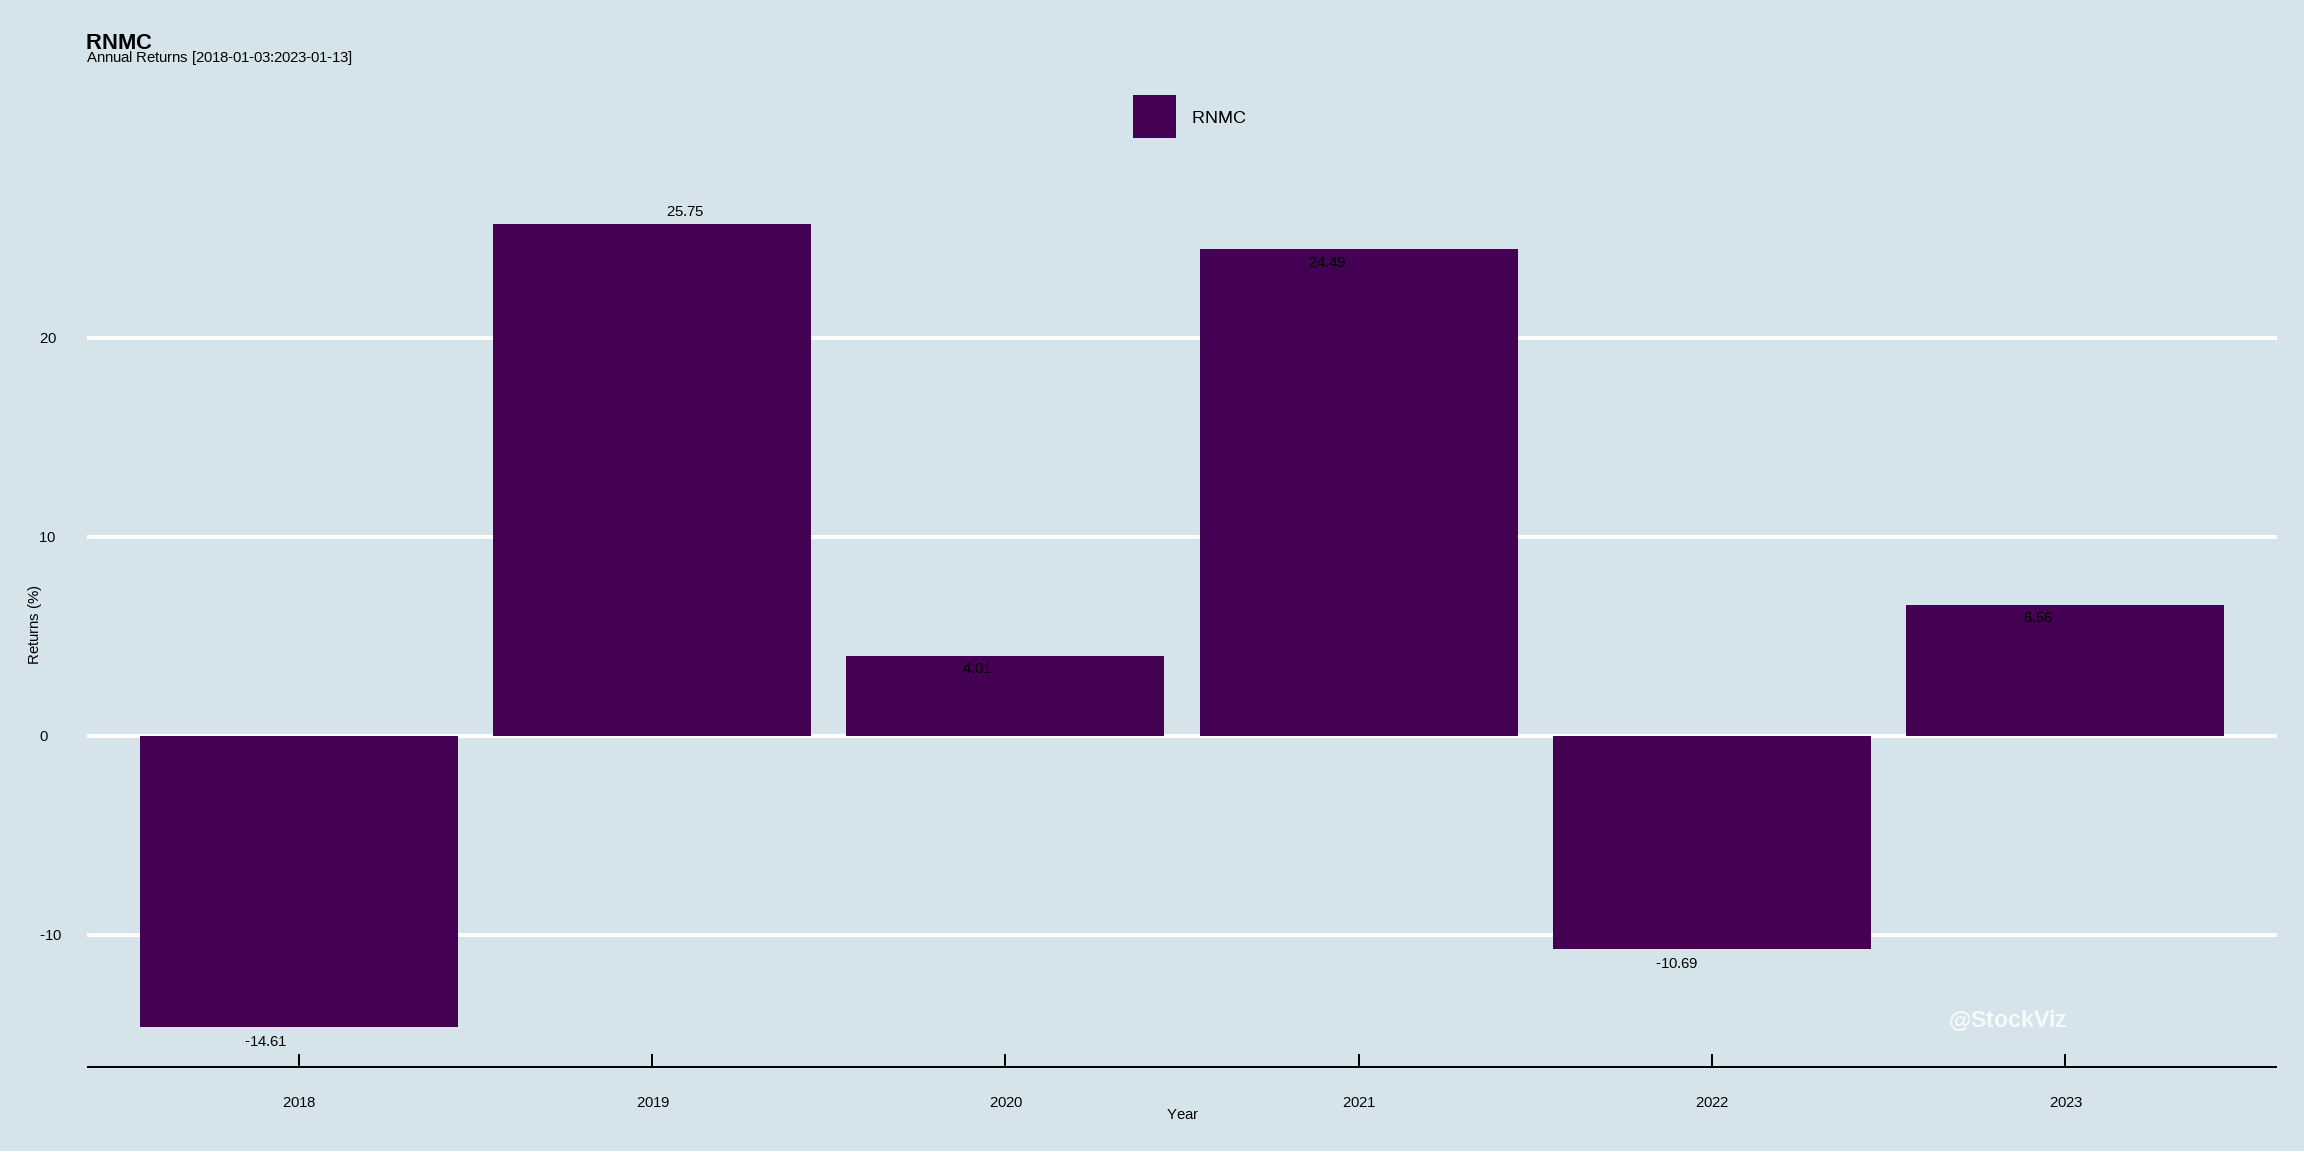 RNMC
Annual Returns [2018-01-03:2023-01-13]
RNMC
25.75
24.49
20
10
6.56
4.01
Returns (%)
0
-10
-10.69
-14.61
@StockViz
2018 2019 2020 2021 2022 2023
Year